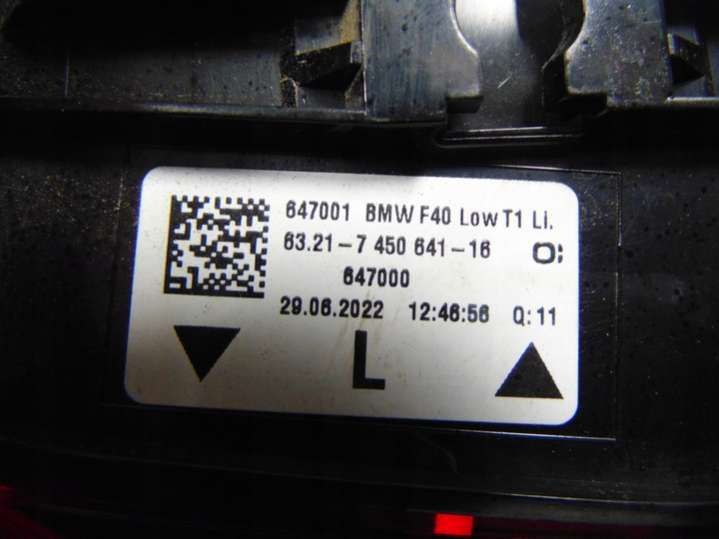 647001 BMW F40 Low T1 Li.
63.21-7 450 641-16
647000
29.06.2022 12:46:56 Q:11
L